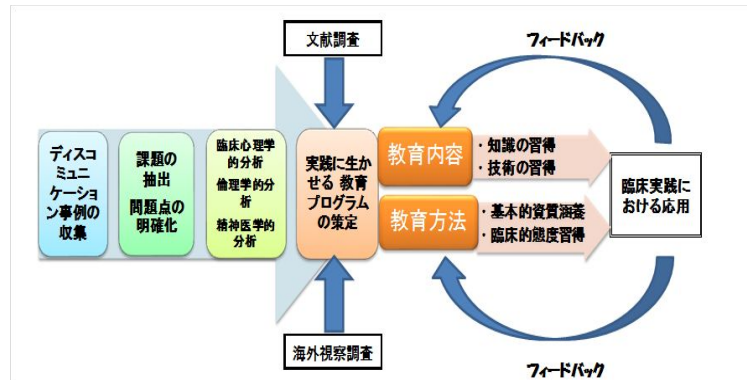 文献調査
フィードバック
ディスコ
ミュニ
ケーショ
ン事例の
収集
課題の
抽出
問題点の
明確化
臨床心理学
的分析
倫理学的分
析
精神医学的
分析
実践に生か
せる 教育
プログラム
の策定
教育内容
・知識の習得
・技術の習得
教育方法
・基本的資質涵養
・臨床的態度習得
臨床実践に
おける応用
海外視察調査
フィードバック